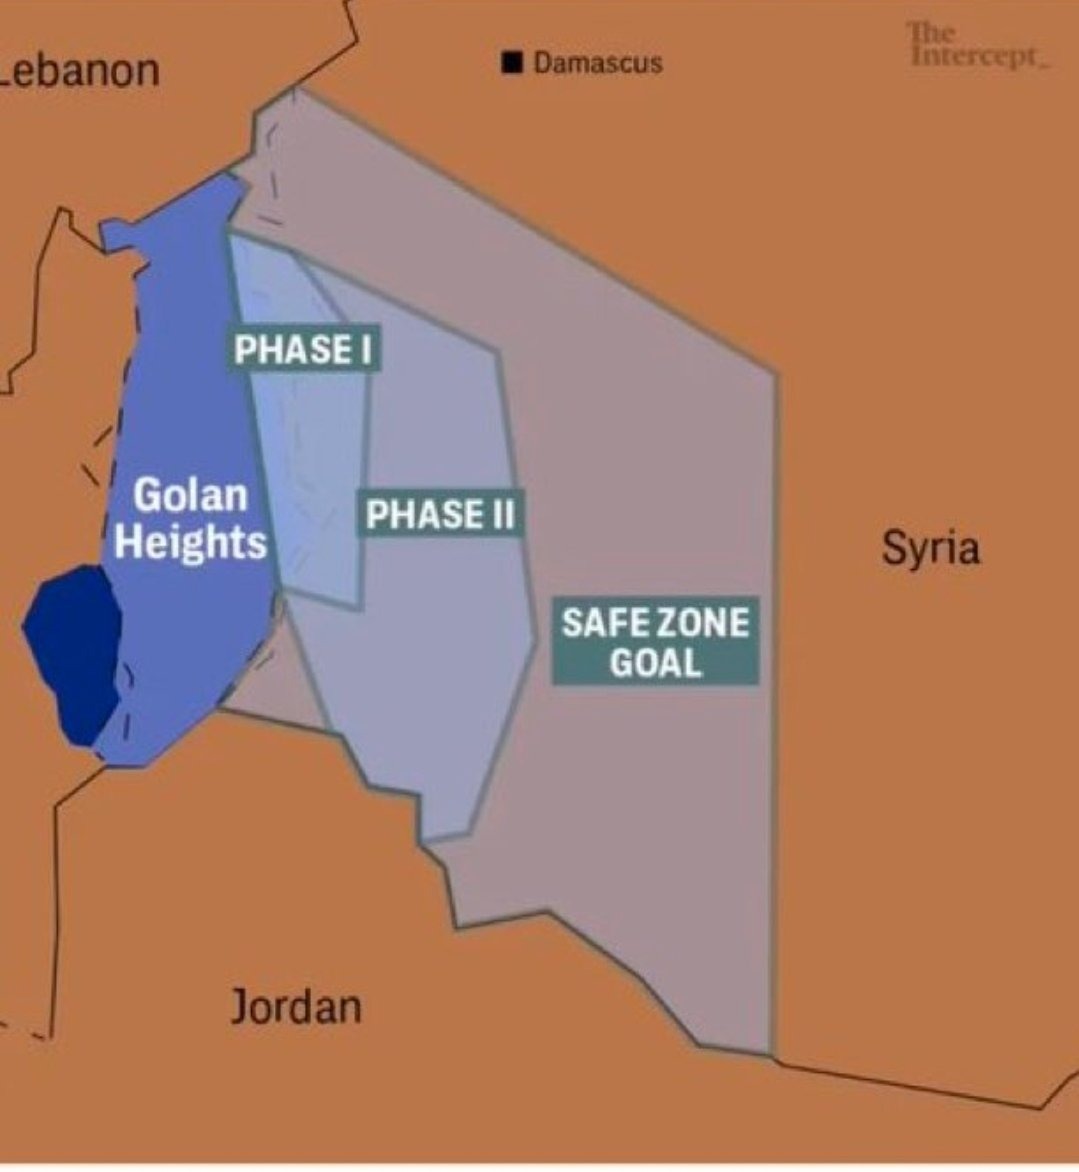 Lebanon
Damascus
The
Intercept_
PHASE I
Golan
Heights
PHASE II
Syria
SAFE ZONE
GOAL
Jordan